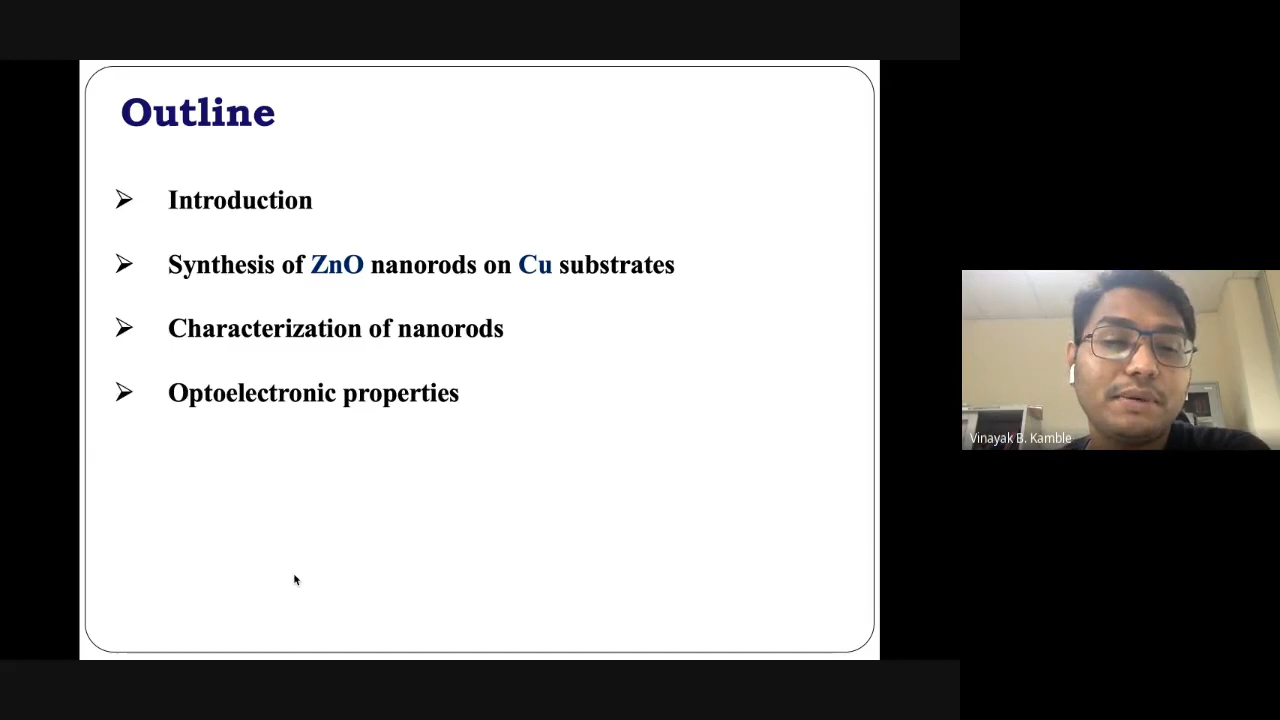 Outline
➢ Introduction
➢ Synthesis of ZnO nanorods on Cu substrates
➢ Characterization of nanorods
➢ Optoelectronic properties
Vinayak B. Kamble